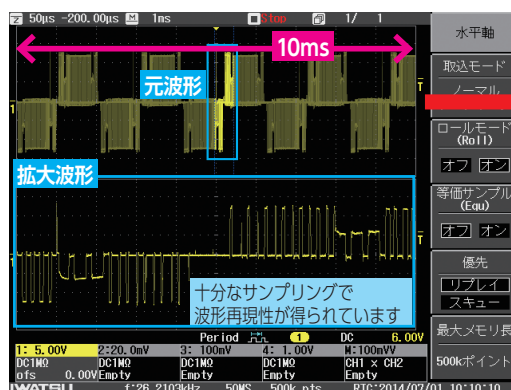 Z 50µs -200.00µs M 1ms
Stop
1/ 1
10ms
元波形
拡大波形
十分なサンプリングで
波形再現性が得られています
水平軸
取込モード
ノーマル
ロールモード
(Roll)
オフ オン
等価サンプル
(Equ)
オフ オン
優先
リプレイ
スキュー
最大メモリ長
500kポイント
Period 1 DC 6.00V
1: 5.00V 2:20.0mV 3: 100mV 4: 1.00V M:100mVV
DC1MΩ DC1MΩ DC1MΩ DC1MΩ CH1 x CH2
ofs 0.00V Empty Empty Empty Empty
IWATSU f:26.2103kHz 50MS 500k pts RTC:2014/07/01 10:10:10